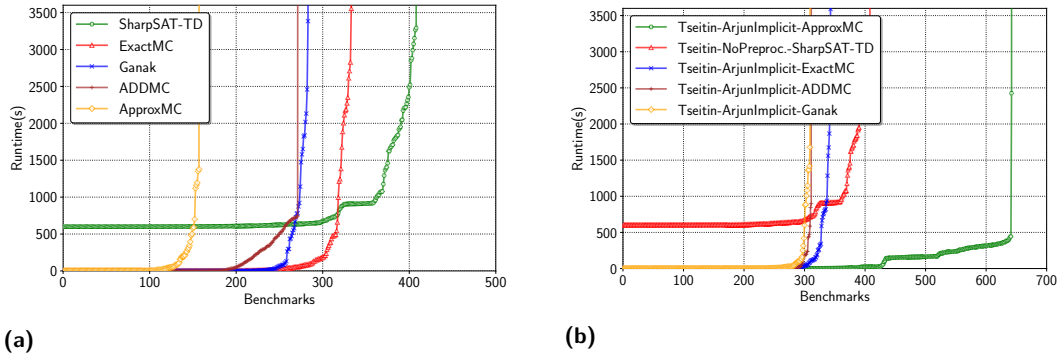 SharpSAT-TD
ExactMC
Ganak
ADDMC
ApproxMC
Runtime(s)
3500
3000
2500
2000
1500
1000
500
0
0 100 200 300 400 500
Benchmarks
(a)
Tseitin-ArjunImplicit-ApproxMC
Tseitin-NoPreproc.-SharpSAT-TD
Tseitin-ArjunImplicit-ExactMC
Tseitin-ArjunImplicit-ADDMC
Tseitin-ArjunImplicit-Ganak
Runtime(s)
3500
3000
2500
2000
1500
1000
500
0
0 100 200 300 400 500 600 700
Benchmarks
(b)